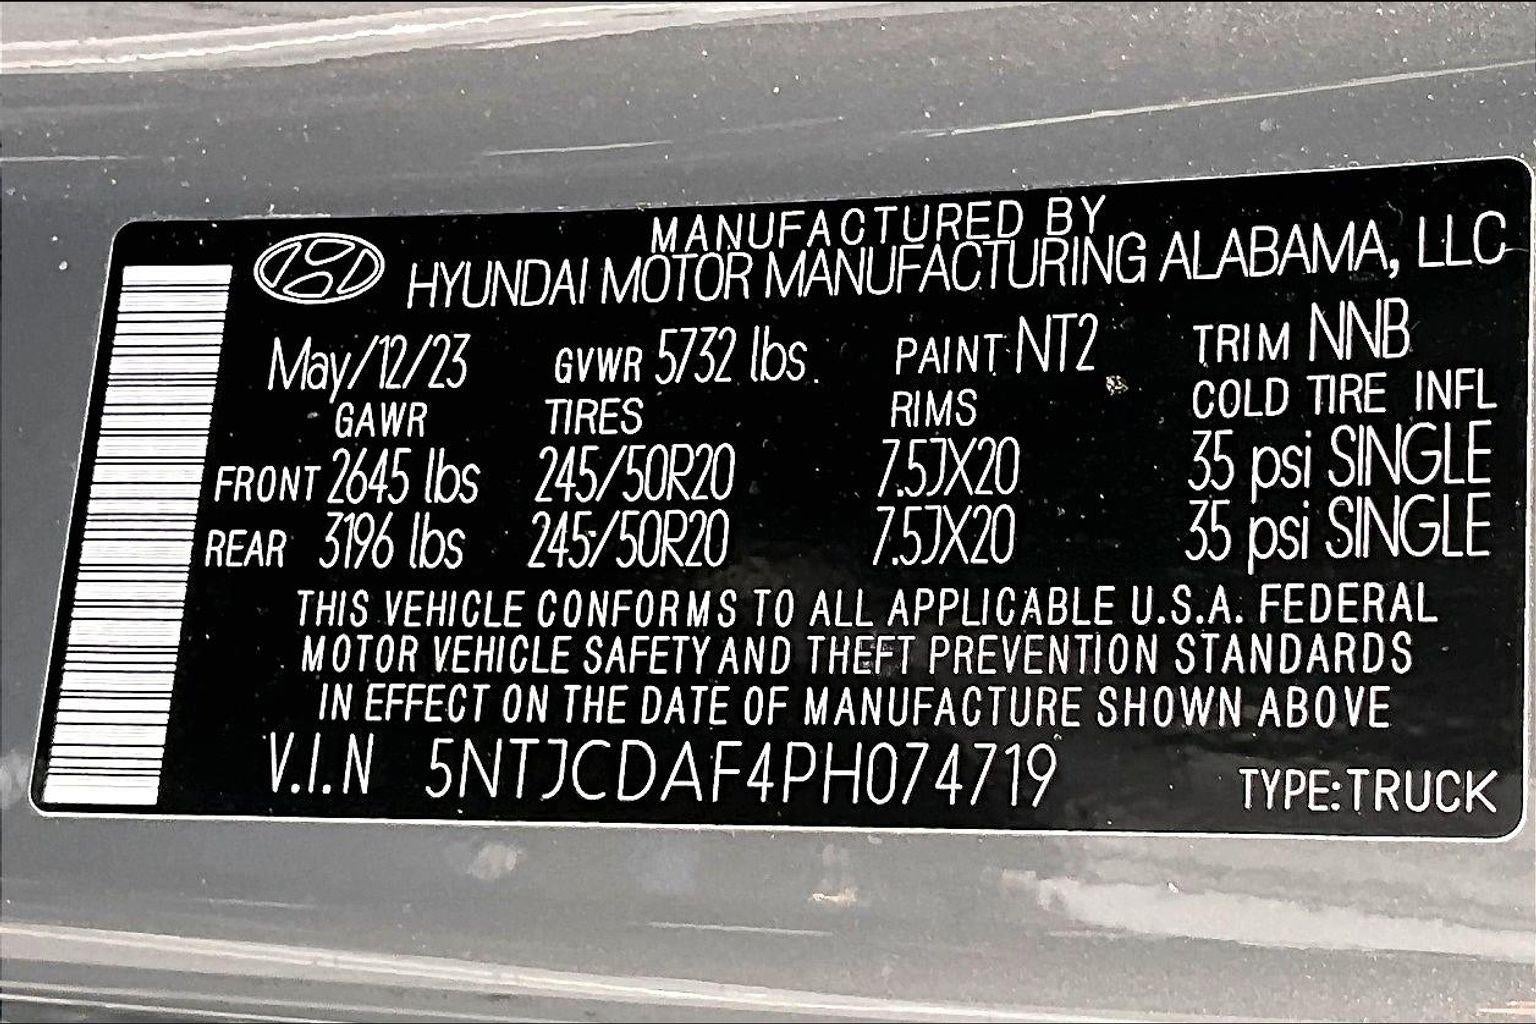 MANUFACTURED BY
HYUNDAI MOTOR MANUFACTURING ALABAMA, LLC
May/12/23 GVWR 5732 lbs. PAINT NT2 TRIM NNB
GAWR TIRES RIMS COLD TIRE INFL
FRONT 2645 lbs 245/50R20 7.5JX20 35 psi SINGLE
REAR 3196 lbs 245/50R20 7.5JX20 35 psi SINGLE
THIS VEHICLE CONFORMS TO ALL APPLICABLE U.S.A. FEDERAL
MOTOR VEHICLE SAFETY AND THEFT PREVENTION STANDARDS
IN EFFECT ON THE DATE OF MANUFACTURE SHOWN ABOVE
V.I.N 5NTJCDAF4PH074719 TYPE:TRUCK